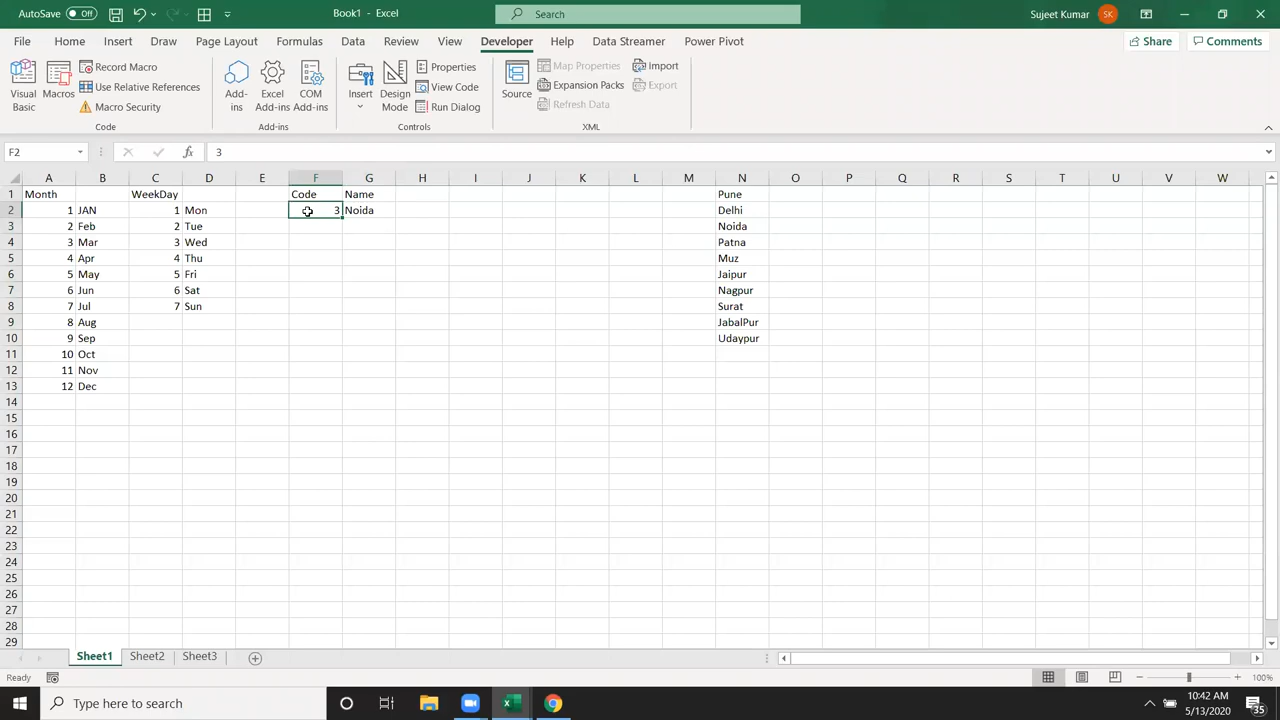 AutoSave Off Book1 - Excel Search Sujeet Kumar SK
File Home Insert Draw Page Layout Formulas Data Review View Developer Help Data Streamer Power Pivot Share Comments
Visual Basic Macros Record Macro Use Relative References Macro Security Code
Add-ins Excel Add-ins COM Add-ins Add-ins
Insert Design Mode Properties View Code Run Dialog Controls
Source Map Properties Expansion Packs Refresh Data Import Export XML
F2 fx 3
A B C D E F G H I J K L M N O P Q R S T U V W
1 Month WeekDay Code Name Pune
2 1 JAN 1 Mon 3 Noida Delhi
3 2 Feb 2 Tue Noida
4 3 Mar 3 Wed Patna
5 4 Apr 4 Thu Muz
6 5 May 5 Fri Jaipur
7 6 Jun 6 Sat Nagpur
8 7 Jul 7 Sun Surat
9 8 Aug JabalPur
10 9 Sep Udaypur
11 10 Oct
12 11 Nov
13 12 Dec
14
15
16
17
18
19
20
21
22
23
24
25
26
27
28
29
Sheet1 Sheet2 Sheet3
Ready 100%
Type here to search 10:42 AM
5/13/2020 35